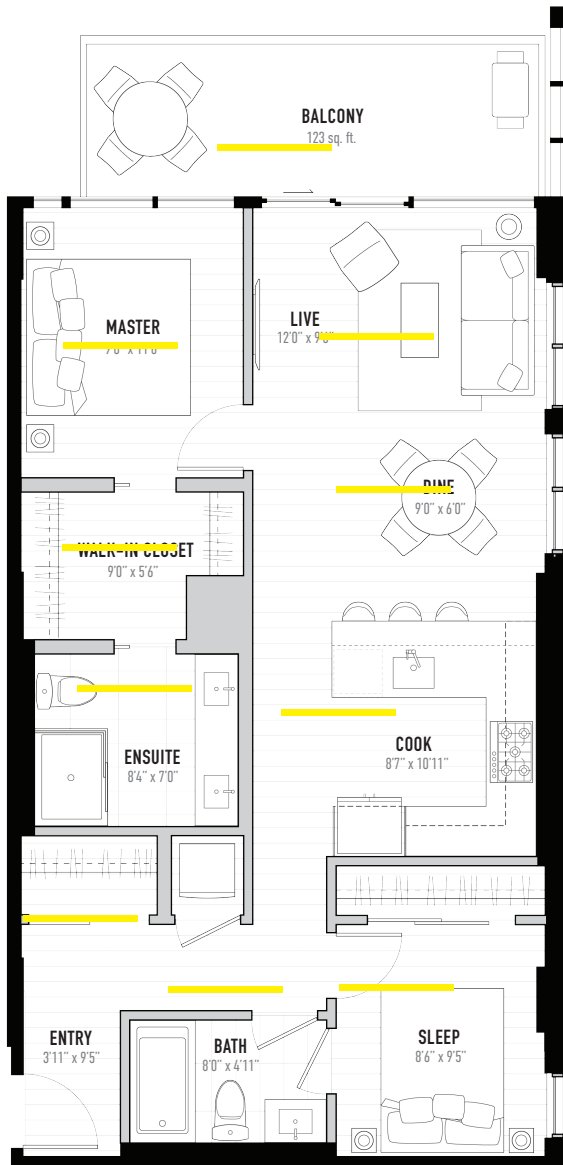 BALCONY
123 sq. ft.
MASTER
LIVE
12'0" x
DINE
9'0" x 6'0"
WALK-IN CLOSET
9'0" x 5'6"
ENSUITE
8'4" x 7'0"
COOK
8'7" x 10'11"
ENTRY
3'11" x 9'5"
BATH
8'0" x 4'11"
SLEEP
8'6" x 9'5"